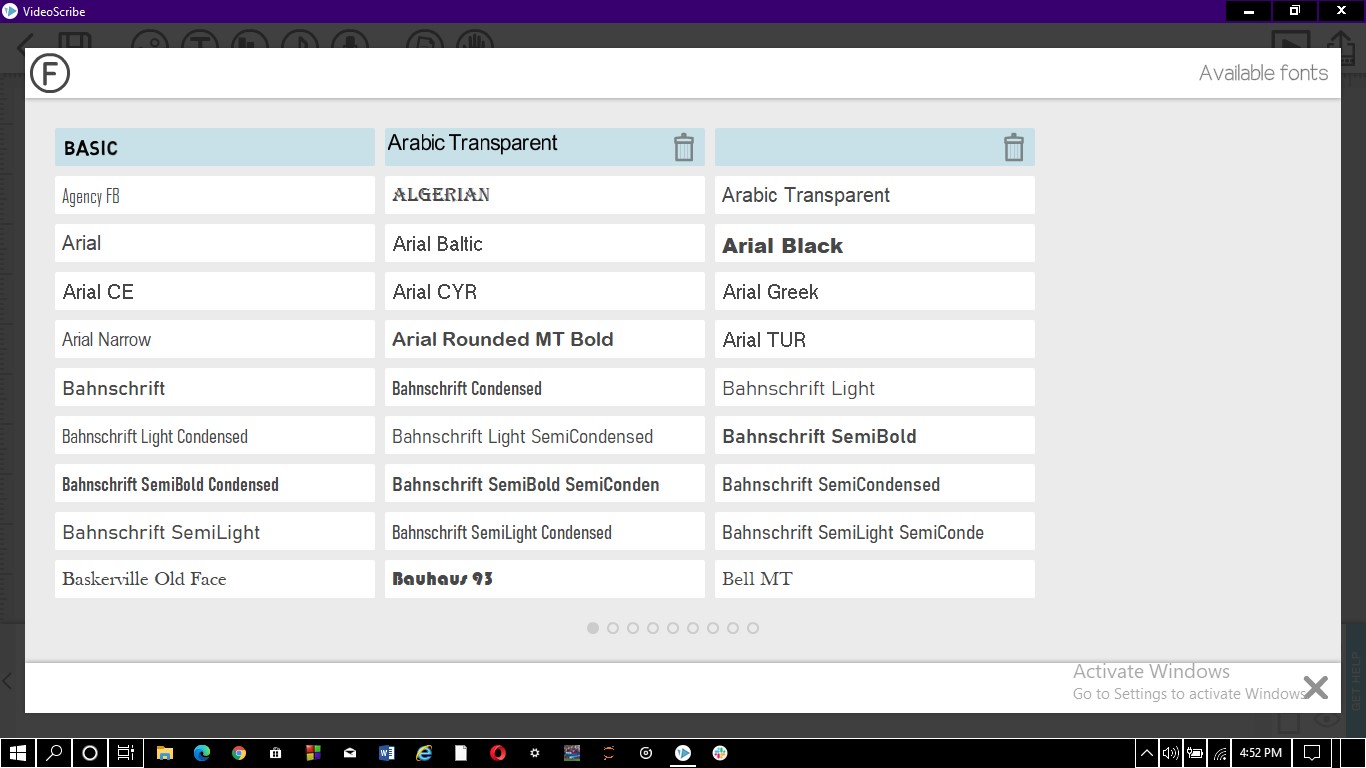 VideoScribe
F
Available fonts
BASIC
Arabic Transparent
Agency FB
ALGERIAN
Arabic Transparent
Arial
Arial Baltic
Arial Black
Arial CE
Arial CYR
Arial Greek
Arial Narrow
Arial Rounded MT Bold
Arial TUR
Bahnschrift
Bahnschrift Condensed
Bahnschrift Light
Bahnschrift Light Condensed
Bahnschrift Light SemiCondensed
Bahnschrift SemiBold
Bahnschrift SemiBold Condensed
Bahnschrift SemiBold SemiConden
Bahnschrift SemiCondensed
Bahnschrift SemiLight
Bahnschrift SemiLight Condensed
Bahnschrift SemiLight SemiConde
Baskerville Old Face
Bauhaus 93
Bell MT
Activate Windows
Go to Settings to activate Windows
GET HELP
4:52 PM